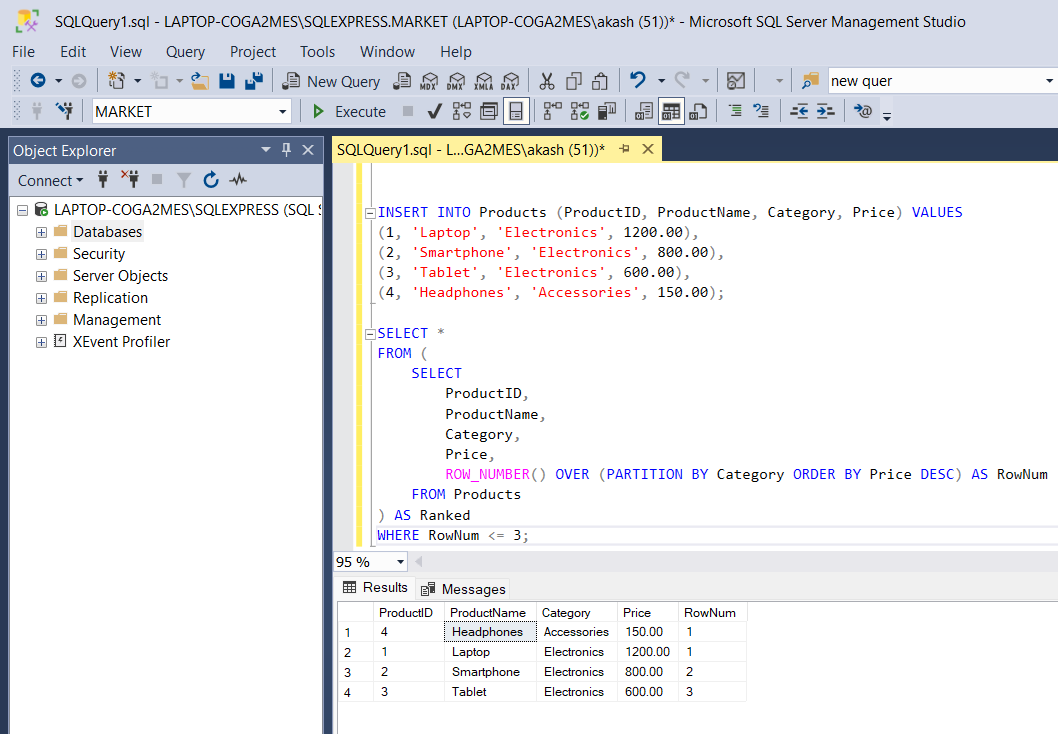 SQLQuery1.sql - LAPTOP-COGA2MES\SQLEXPRESS.MARKET (LAPTOP-COGA2MES\akash (51))* - Microsoft SQL Server Management Studio
File Edit View Query Project Tools Window Help
New Query MDX DMX XMLA DAX new quer
MARKET Execute
Object Explorer
Connect
LAPTOP-COGA2MES\SQLEXPRESS (SQL S
Databases
Security
Server Objects
Replication
Management
XEvent Profiler
SQLQuery1.sql - L...GA2MES\akash (51))*
INSERT INTO Products (ProductID, ProductName, Category, Price) VALUES
(1, 'Laptop', 'Electronics', 1200.00),
(2, 'Smartphone', 'Electronics', 800.00),
(3, 'Tablet', 'Electronics', 600.00),
(4, 'Headphones', 'Accessories', 150.00);
SELECT *
FROM (
SELECT
ProductID,
ProductName,
Category,
Price,
ROW_NUMBER() OVER (PARTITION BY Category ORDER BY Price DESC) AS RowNum
FROM Products
) AS Ranked
WHERE RowNum <= 3;
95 %
Results Messages
ProductID ProductName Category Price RowNum
1 4 Headphones Accessories 150.00 1
2 1 Laptop Electronics 1200.00 1
3 2 Smartphone Electronics 800.00 2
4 3 Tablet Electronics 600.00 3